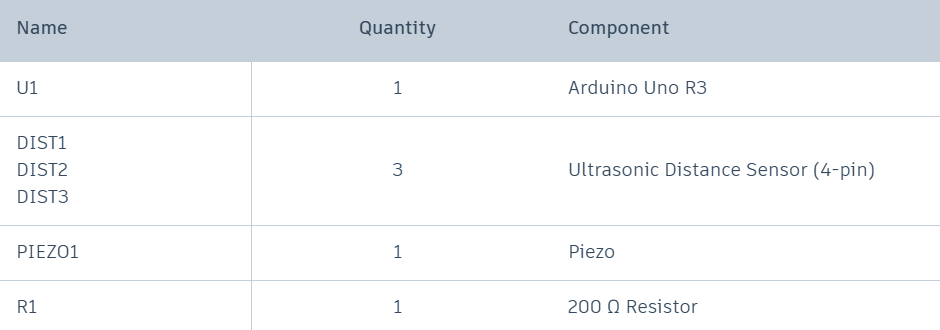 Name Quantity Component
U1 1 Arduino Uno R3
DIST1
DIST2 3 Ultrasonic Distance Sensor (4-pin)
DIST3
PIEZO1 1 Piezo
R1 1 200 Ω Resistor